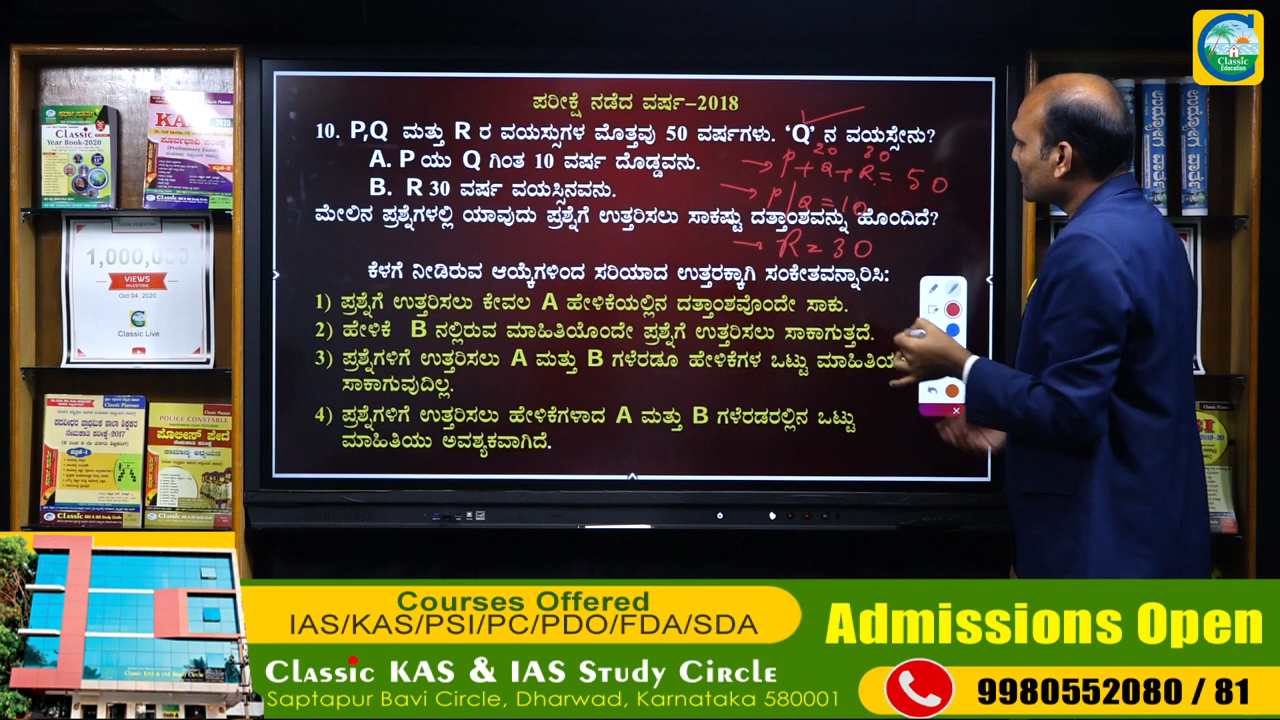 Classic
Education
ಪರೀಕ್ಷೆ ನಡೆದ ವರ್ಷ-2018
10. P,Q ಮತ್ತು R ರ ವಯಸ್ಸುಗಳ ಮೊತ್ತವು 50 ವರ್ಷಗಳು. 'Q' ನ ವಯಸ್ಸೇನು?
A. P ಯು Q ಗಿಂತ 10 ವರ್ಷ ದೊಡ್ಡವನು.
B. R 30 ವರ್ಷ ವಯಸ್ಸಿನವನು.
20 30
P+Q+R=50
P/Q=10
ಮೇಲಿನ ಪ್ರಶ್ನೆಗಳಲ್ಲಿ ಯಾವುದು ಪ್ರಶ್ನೆಗೆ ಉತ್ತರಿಸಲು ಸಾಕಷ್ಟು ದತ್ತಾಂಶವನ್ನು ಹೊಂದಿದೆ?
R=30
ಕೆಳಗೆ ನೀಡಿರುವ ಆಯ್ಕೆಗಳಿಂದ ಸರಿಯಾದ ಉತ್ತರಕ್ಕಾಗಿ ಸಂಕೇತವನ್ನಾರಿಸಿ:
1) ಪ್ರಶ್ನೆಗೆ ಉತ್ತರಿಸಲು ಕೇವಲ A ಹೇಳಿಕೆಯಲ್ಲಿನ ದತ್ತಾಂಶವೊಂದೇ ಸಾಕು.
2) ಹೇಳಿಕೆ B ನಲ್ಲಿರುವ ಮಾಹಿತಿಯೊಂದೇ ಪ್ರಶ್ನೆಗೆ ಉತ್ತರಿಸಲು ಸಾಕಾಗುತ್ತದೆ.
3) ಪ್ರಶ್ನೆಗಳಿಗೆ ಉತ್ತರಿಸಲು A ಮತ್ತು B ಗಳೆರಡೂ ಹೇಳಿಕೆಗಳ ಒಟ್ಟು
ಸಾಕಾಗುವುದಿಲ್ಲ.
4) ಪ್ರಶ್ನೆಗಳಿಗೆ ಉತ್ತರಿಸಲು ಹೇಳಿಕೆಗಳಾದ A ಮತ್ತು B ಗಳೆರಡರಲ್ಲಿನ ಒಟ್ಟು
ಮಾಹಿತಿಯು ಅವಶ್ಯಕವಾಗಿದೆ.
Classic
Year Book-2020
1,000,000
VIEWS
MILESTONE
Oct 04, 2020
Classic Live
POLICE CONSTABLE
ಪೊಲೀಸ್ ಪೇದೆ
ಸಾಮಾನ್ಯ ಅಧ್ಯಯನ
Courses Offered
IAS/KAS/PSI/PC/PDO/FDA/SDA
Classic KAS & IAS Study Circle
Saptapur Bavi Circle, Dharwad, Karnataka 580001
Admissions Open
9980552080 / 81